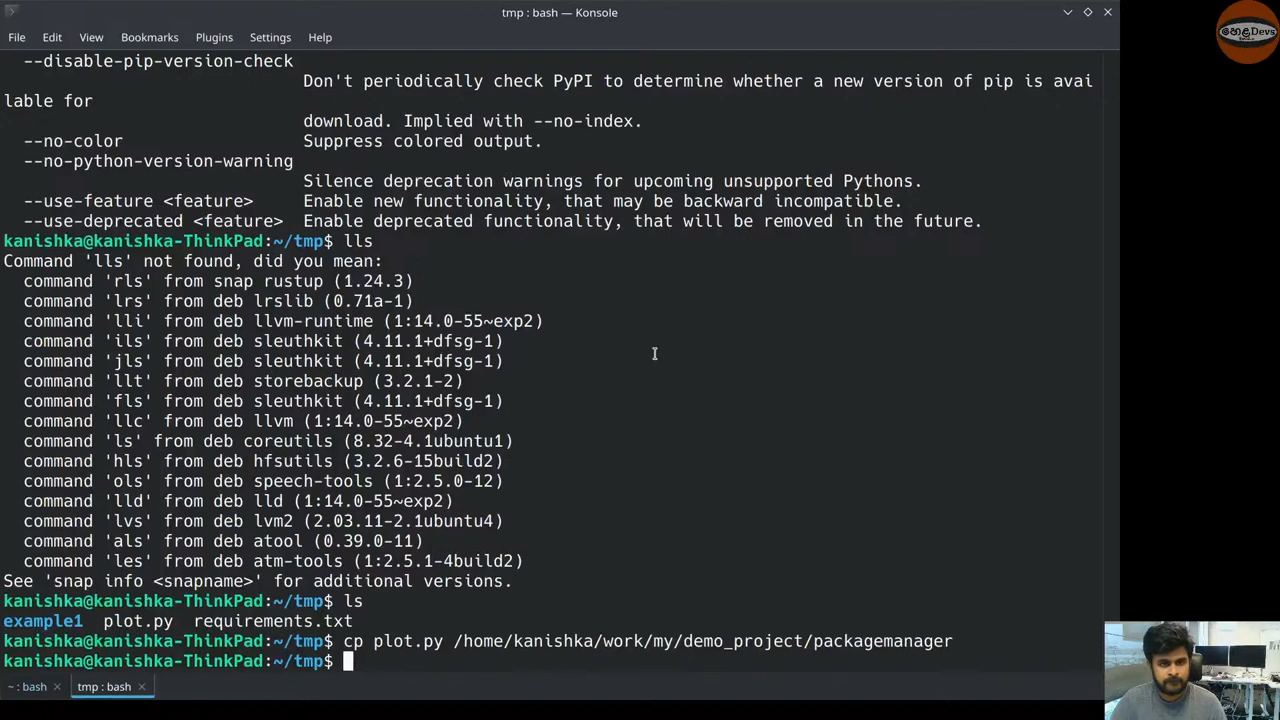 tmp : bash — Konsole
File Edit View Bookmarks Plugins Settings Help
--disable-pip-version-check
Don't periodically check PyPI to determine whether a new version of pip is avai
lable for
download. Implied with --no-index.
--no-color Suppress colored output.
--no-python-version-warning
Silence deprecation warnings for upcoming unsupported Pythons.
--use-feature <feature> Enable new functionality, that may be backward incompatible.
--use-deprecated <feature> Enable deprecated functionality, that will be removed in the future.
kanishka@kanishka-ThinkPad:~/tmp$ lls
Command 'lls' not found, did you mean:
command 'rls' from snap rustup (1.24.3)
command 'lrs' from deb lrslib (0.71a-1)
command 'lli' from deb llvm-runtime (1:14.0-55~exp2)
command 'ils' from deb sleuthkit (4.11.1+dfsg-1)
command 'jls' from deb sleuthkit (4.11.1+dfsg-1)
command 'llt' from deb storebackup (3.2.1-2)
command 'fls' from deb sleuthkit (4.11.1+dfsg-1)
command 'llc' from deb llvm (1:14.0-55~exp2)
command 'ls' from deb coreutils (8.32-4.1ubuntu1)
command 'hls' from deb hfsutils (3.2.6-15build2)
command 'ols' from deb speech-tools (1:2.5.0-12)
command 'lld' from deb lld (1:14.0-55~exp2)
command 'lvs' from deb lvm2 (2.03.11-2.1ubuntu4)
command 'als' from deb atool (0.39.0-11)
command 'les' from deb atm-tools (1:2.5.1-4build2)
See 'snap info <snapname>' for additional versions.
kanishka@kanishka-ThinkPad:~/tmp$ ls
example1 plot.py requirements.txt
kanishka@kanishka-ThinkPad:~/tmp$ cp plot.py /home/kanishka/work/my/demo_project/packagemanager
kanishka@kanishka-ThinkPad:~/tmp$
~ : bash tmp : bash
හෙළDevs